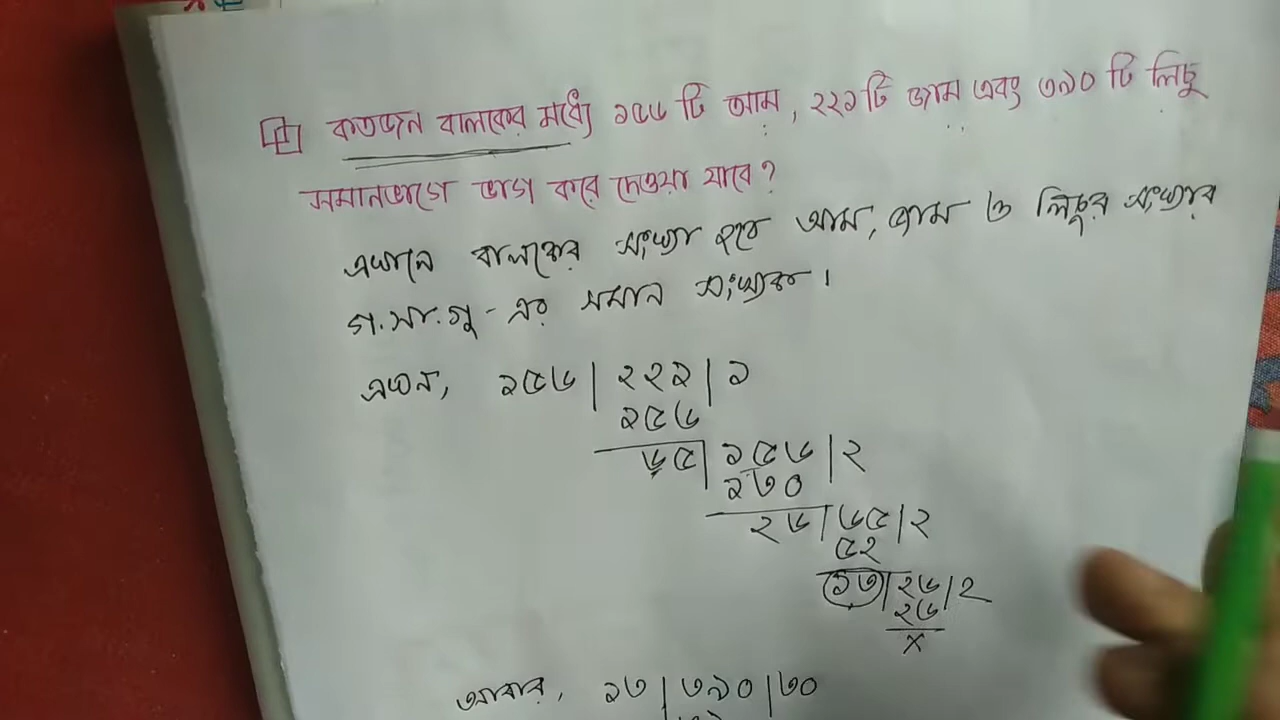 কতজন বালকের মধ্যে ১৫৬ টি আম, ২২১ টি জাম এবং ৩৯০ টি লিচু
সমানভাগে ভাগ করে দেওয়া যাবে?
এখানে বালকের সংখ্যা হবে আম, জাম ও লিচুর সংখ্যার
গ.সা.গু - এর সমান সংখ্যক।
এখন, ১৫৬ | ২২১ | ১
১৫৬
৬৫ | ১৫৬ | ২
১৩০
২৬ | ৬৫ | ২
৫২
১৩ | ২৬ | ২
২৬
x
আবার, ১৩ | ৩৯০ | ৩০